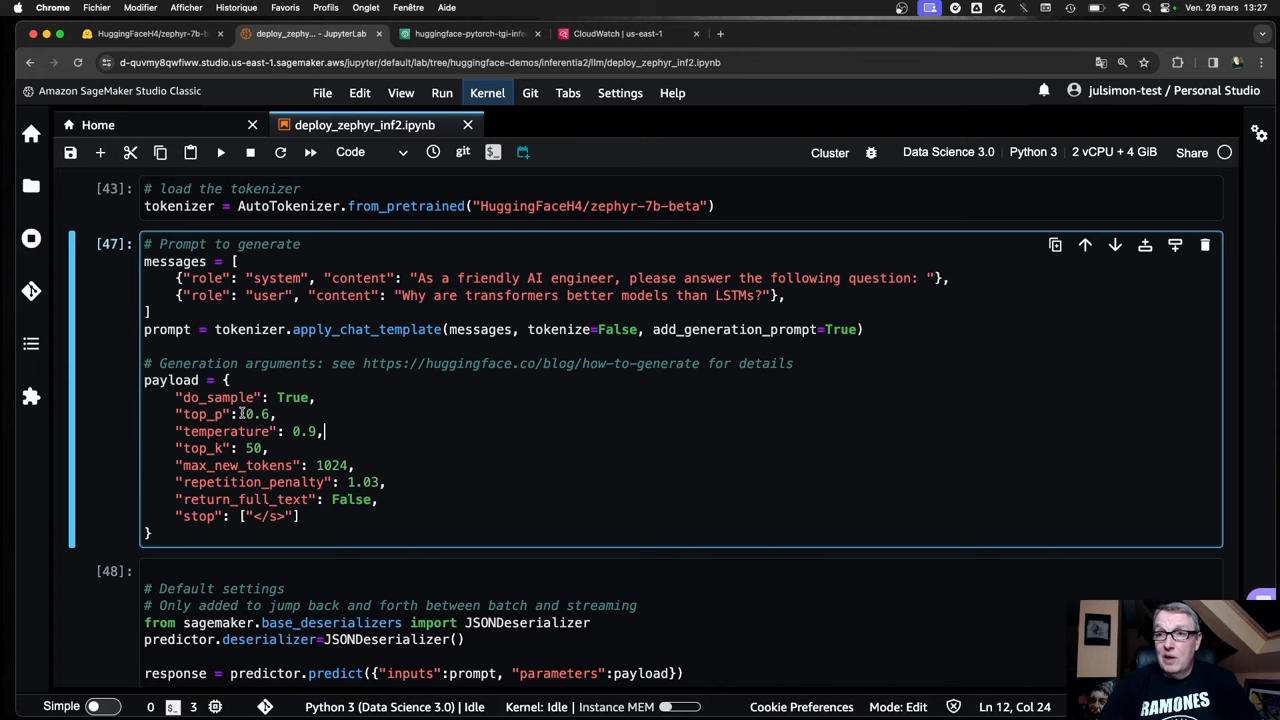 Chrome Fichier Modifier Affichage Historique Favoris Profils Onglet Fenêtre Aide Ven. 29 mars 13:27
HuggingFaceH4/zephyr-7b-b deploy_zephy... - JupyterLab huggingface-pytorch-tgi-infe CloudWatch | us-east-1
d-quvmy8qwfiww.studio.us-east-1.sagemaker.aws/jupyter/default/lab/tree/huggingface-demos/inferentia2/llm/deploy_zephyr_inf2.ipynb
Amazon SageMaker Studio Classic File Edit View Run Kernel Git Tabs Settings Help julsimon-test / Personal Studio
Home deploy_zephyr_inf2.ipynb
Code git Cluster Data Science 3.0 Python 3 2 vCPU + 4 GiB Share
[43]: # load the tokenizer
tokenizer = AutoTokenizer.from_pretrained("HuggingFaceH4/zephyr-7b-beta")
[47]: # Prompt to generate
messages = [
{"role": "system", "content": "As a friendly AI engineer, please answer the following question: "},
{"role": "user", "content": "Why are transformers better models than LSTMs?"},
]
prompt = tokenizer.apply_chat_template(messages, tokenize=False, add_generation_prompt=True)
# Generation arguments: see https://huggingface.co/blog/how-to-generate for details
payload = {
"do_sample": True,
"top_p": 0.6,
"temperature": 0.9,
"top_k": 50,
"max_new_tokens": 1024,
"repetition_penalty": 1.03,
"return_full_text": False,
"stop": ["</s>"]
}
[48]:
# Default settings
# Only added to jump back and forth between batch and streaming
from sagemaker.base_deserializers import JSONDeserializer
predictor.deserializer=JSONDeserializer()
response = predictor.predict({"inputs":prompt, "parameters":payload})
RAMONES
Simple 0 3 Python 3 (Data Science 3.0) | Idle Kernel: Idle | Instance MEM Cookie Preferences Mode: Edit Ln 12, Col 24